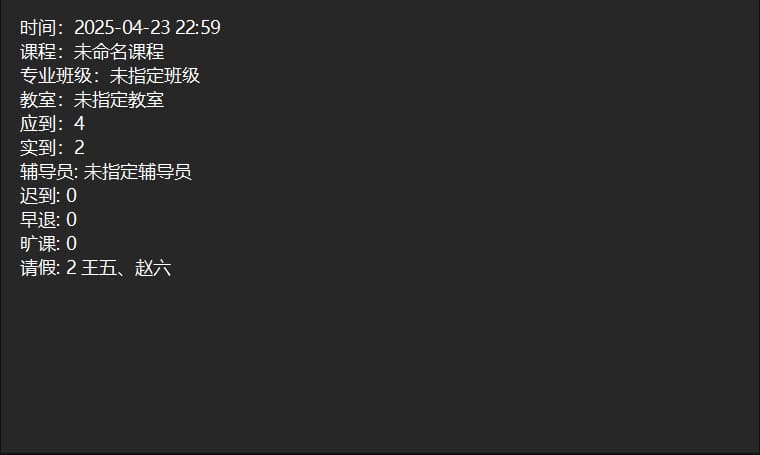 时间：2025-04-23 22:59
课程：未命名课程
专业班级：未指定班级
教室：未指定教室
应到：4
实到：2
辅导员: 未指定辅导员
迟到: 0
早退: 0
旷课: 0
请假: 2 王五、赵六